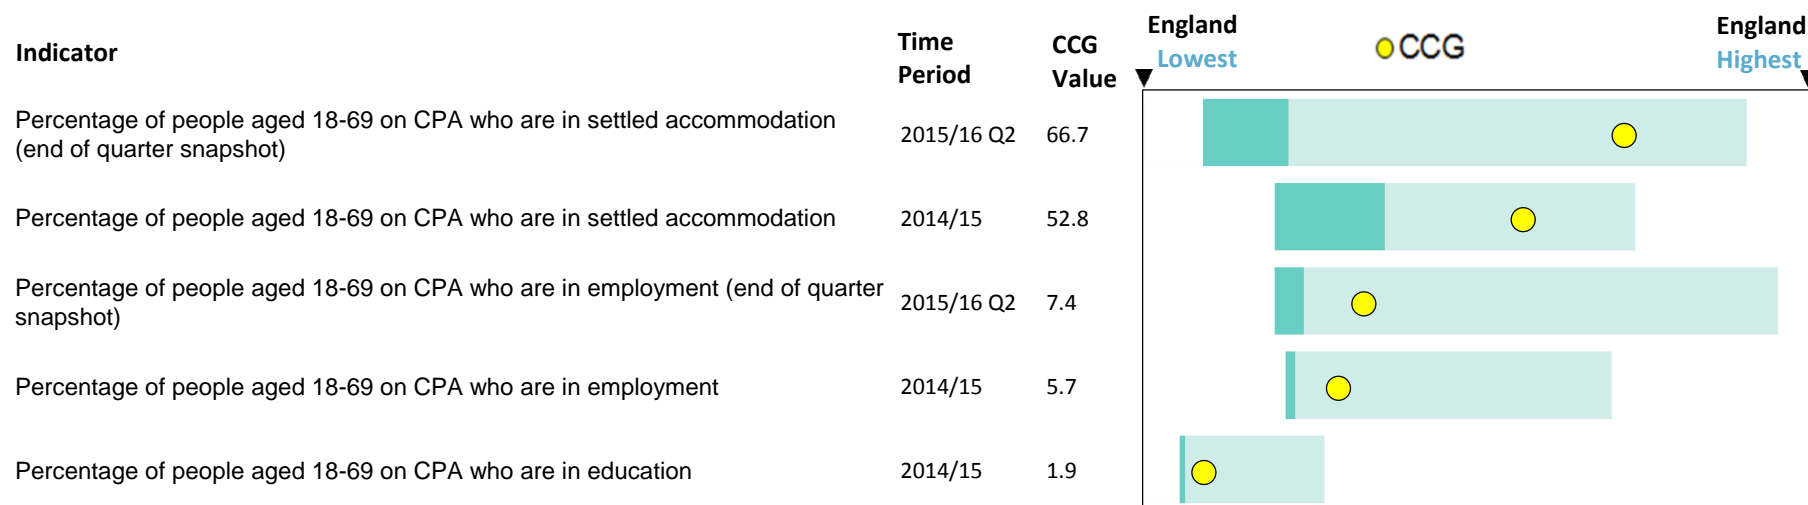 Indicator
Time
Period
CCG
Value
England
Lowest
CCG
England
Highest
Percentage of people aged 18-69 on CPA who are in settled accommodation
(end of quarter snapshot)
2015/16 Q2
66.7
Percentage of people aged 18-69 on CPA who are in settled accommodation
2014/15
52.8
Percentage of people aged 18-69 on CPA who are in employment (end of quarter
snapshot)
2015/16 Q2
7.4
Percentage of people aged 18-69 on CPA who are in employment
2014/15
5.7
Percentage of people aged 18-69 on CPA who are in education
2014/15
1.9